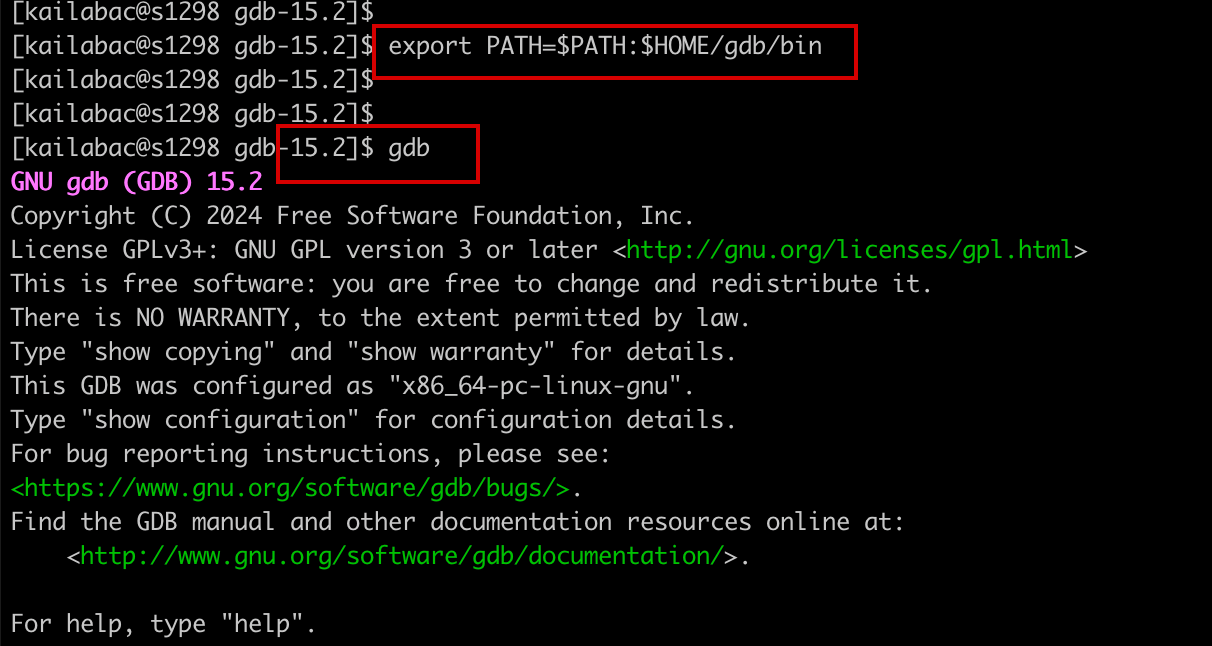 [kailabac@s1298 gdb-15.2]$
[kailabac@s1298 gdb-15.2]$ export PATH=$PATH:$HOME/gdb/bin
[kailabac@s1298 gdb-15.2]$
[kailabac@s1298 gdb-15.2]$
[kailabac@s1298 gdb-15.2]$ gdb
GNU gdb (GDB) 15.2
Copyright (C) 2024 Free Software Foundation, Inc.
License GPLv3+: GNU GPL version 3 or later <http://gnu.org/licenses/gpl.html>
This is free software: you are free to change and redistribute it.
There is NO WARRANTY, to the extent permitted by law.
Type "show copying" and "show warranty" for details.
This GDB was configured as "x86_64-pc-linux-gnu".
Type "show configuration" for configuration details.
For bug reporting instructions, please see:
<https://www.gnu.org/software/gdb/bugs/>.
Find the GDB manual and other documentation resources online at:
    <http://www.gnu.org/software/gdb/documentation/>.
For help, type "help".